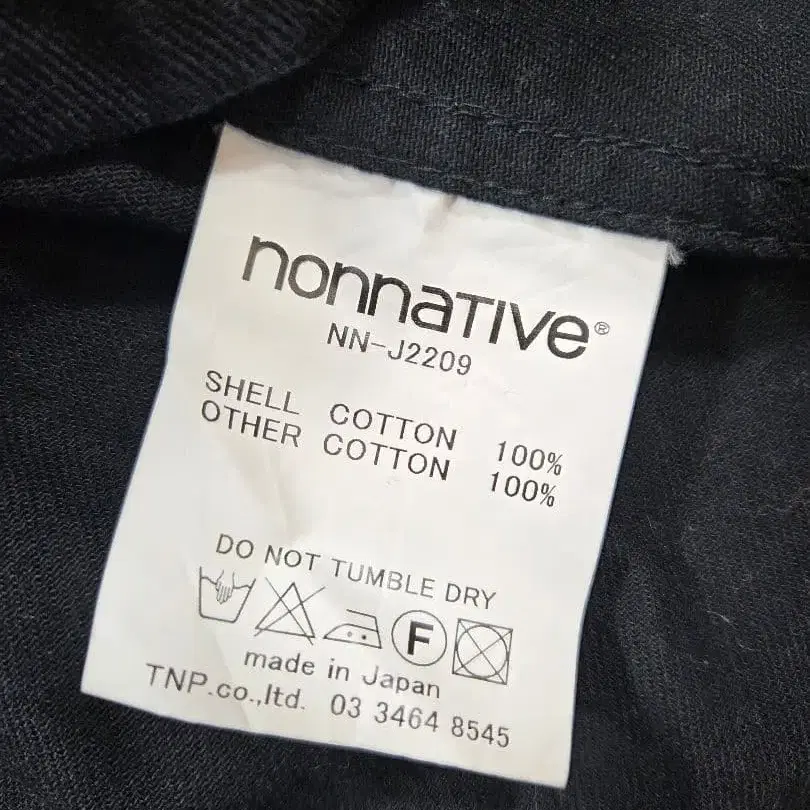 nonnaTIVe®
NN-J2209
SHELL COTTON 100%
OTHER COTTON 100%
DO NOT TUMBLE DRY
F
made in Japan
TNP.co.,ltd. 03 3464 8545